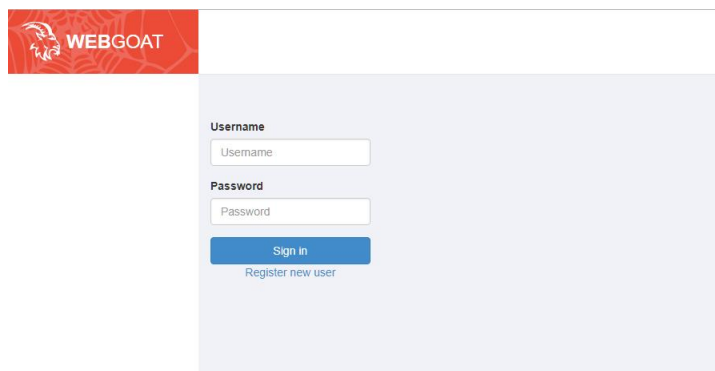 WEBGOAT
Username
Username
Password
Password
Sign in
Register new user